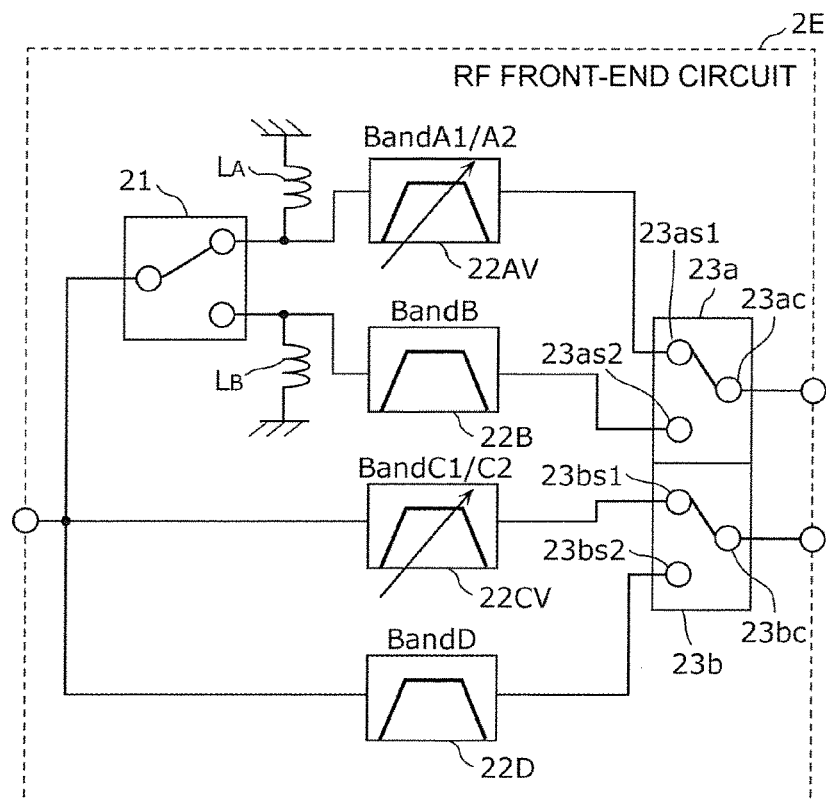 2E
RF FRONT-END CIRCUIT
BandA1/A2
LA
21
22AV
23as1
23a
23ac
BandB
23as2
LB
22B
BandC1/C2
23bs1
23bs2
22CV
23bc
BandD
23b
22D